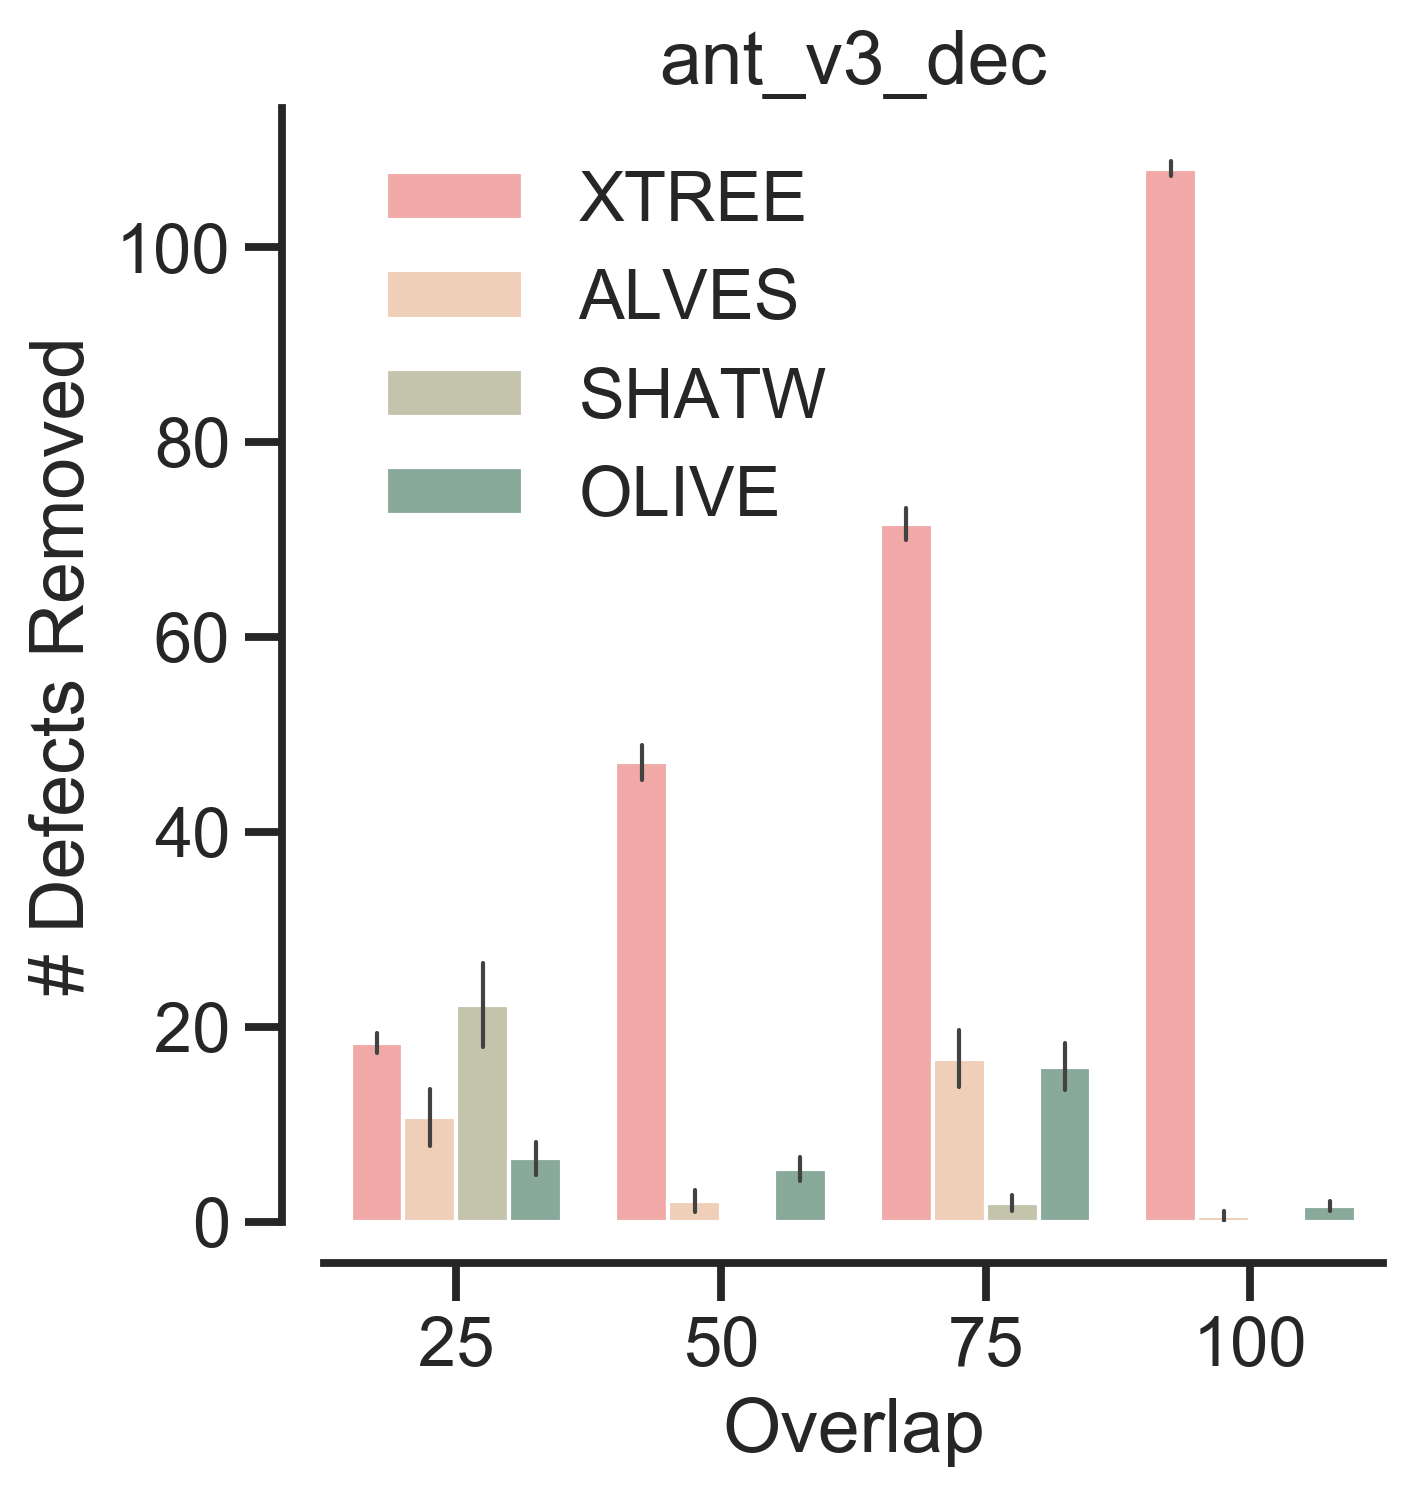 ant_v3_dec
XTREE
ALVES
SHATW
OLIVE
# Defects Removed
100
80
60
40
20
0
25 50 75 100
Overlap